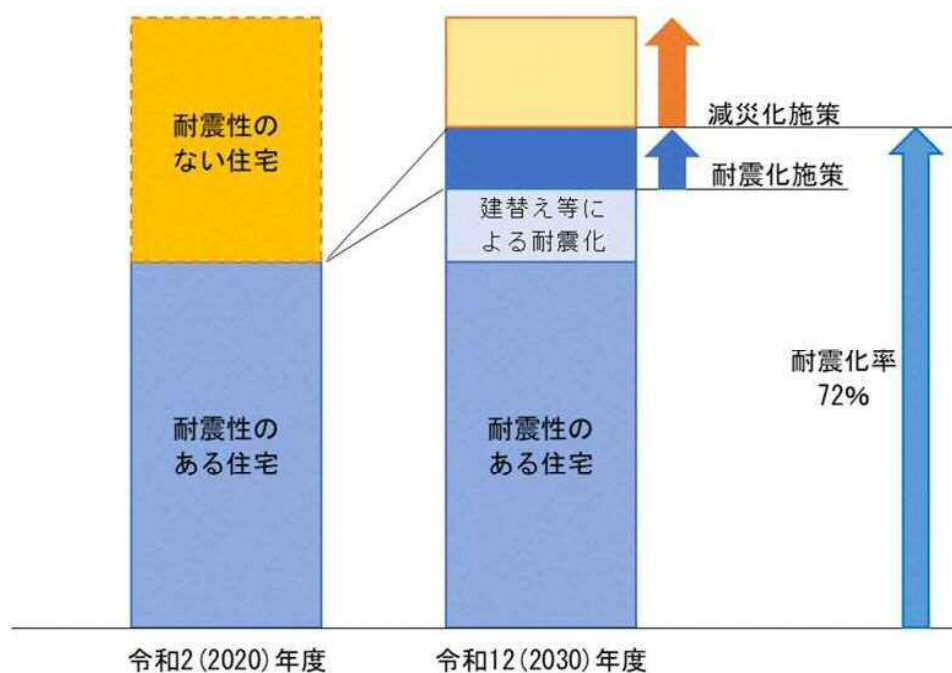 耐震性の
ない住宅
耐震性の
ある住宅
建替え等に
よる耐震化
耐震性の
ある住宅
減災化施策
耐震化施策
耐震化率
72%
令和2(2020)年度
令和12(2030)年度